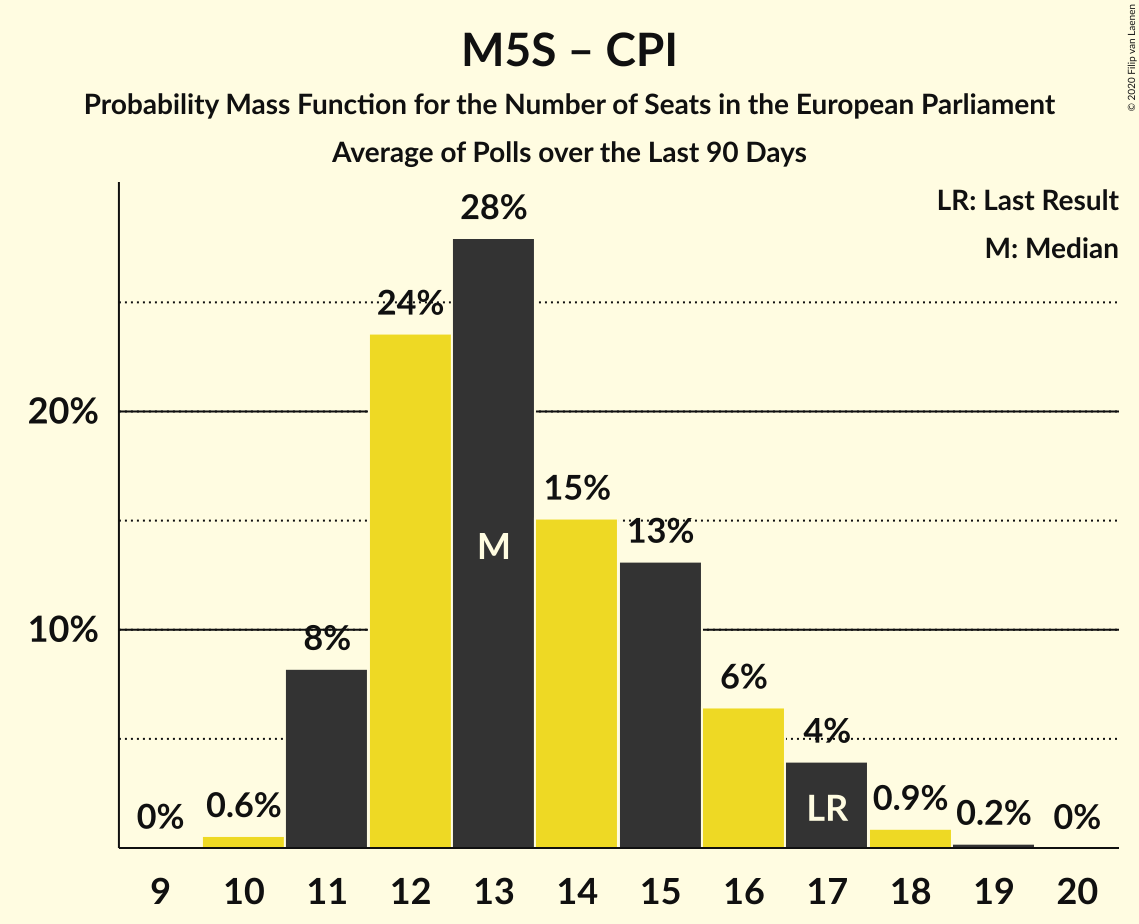 M5S – CPI
Probability Mass Function for the Number of Seats in the European Parliament
Average of Polls over the Last 90 Days
© 2020 Filip van Laenen
LR: Last Result
M: Median
28%
24%
20%
15%
13%
M
10%
8%
6%
4%
LR
0%
0.6%
0.9%
0.2%
0%
9 10 11 12 13 14 15 16 17 18 19 20